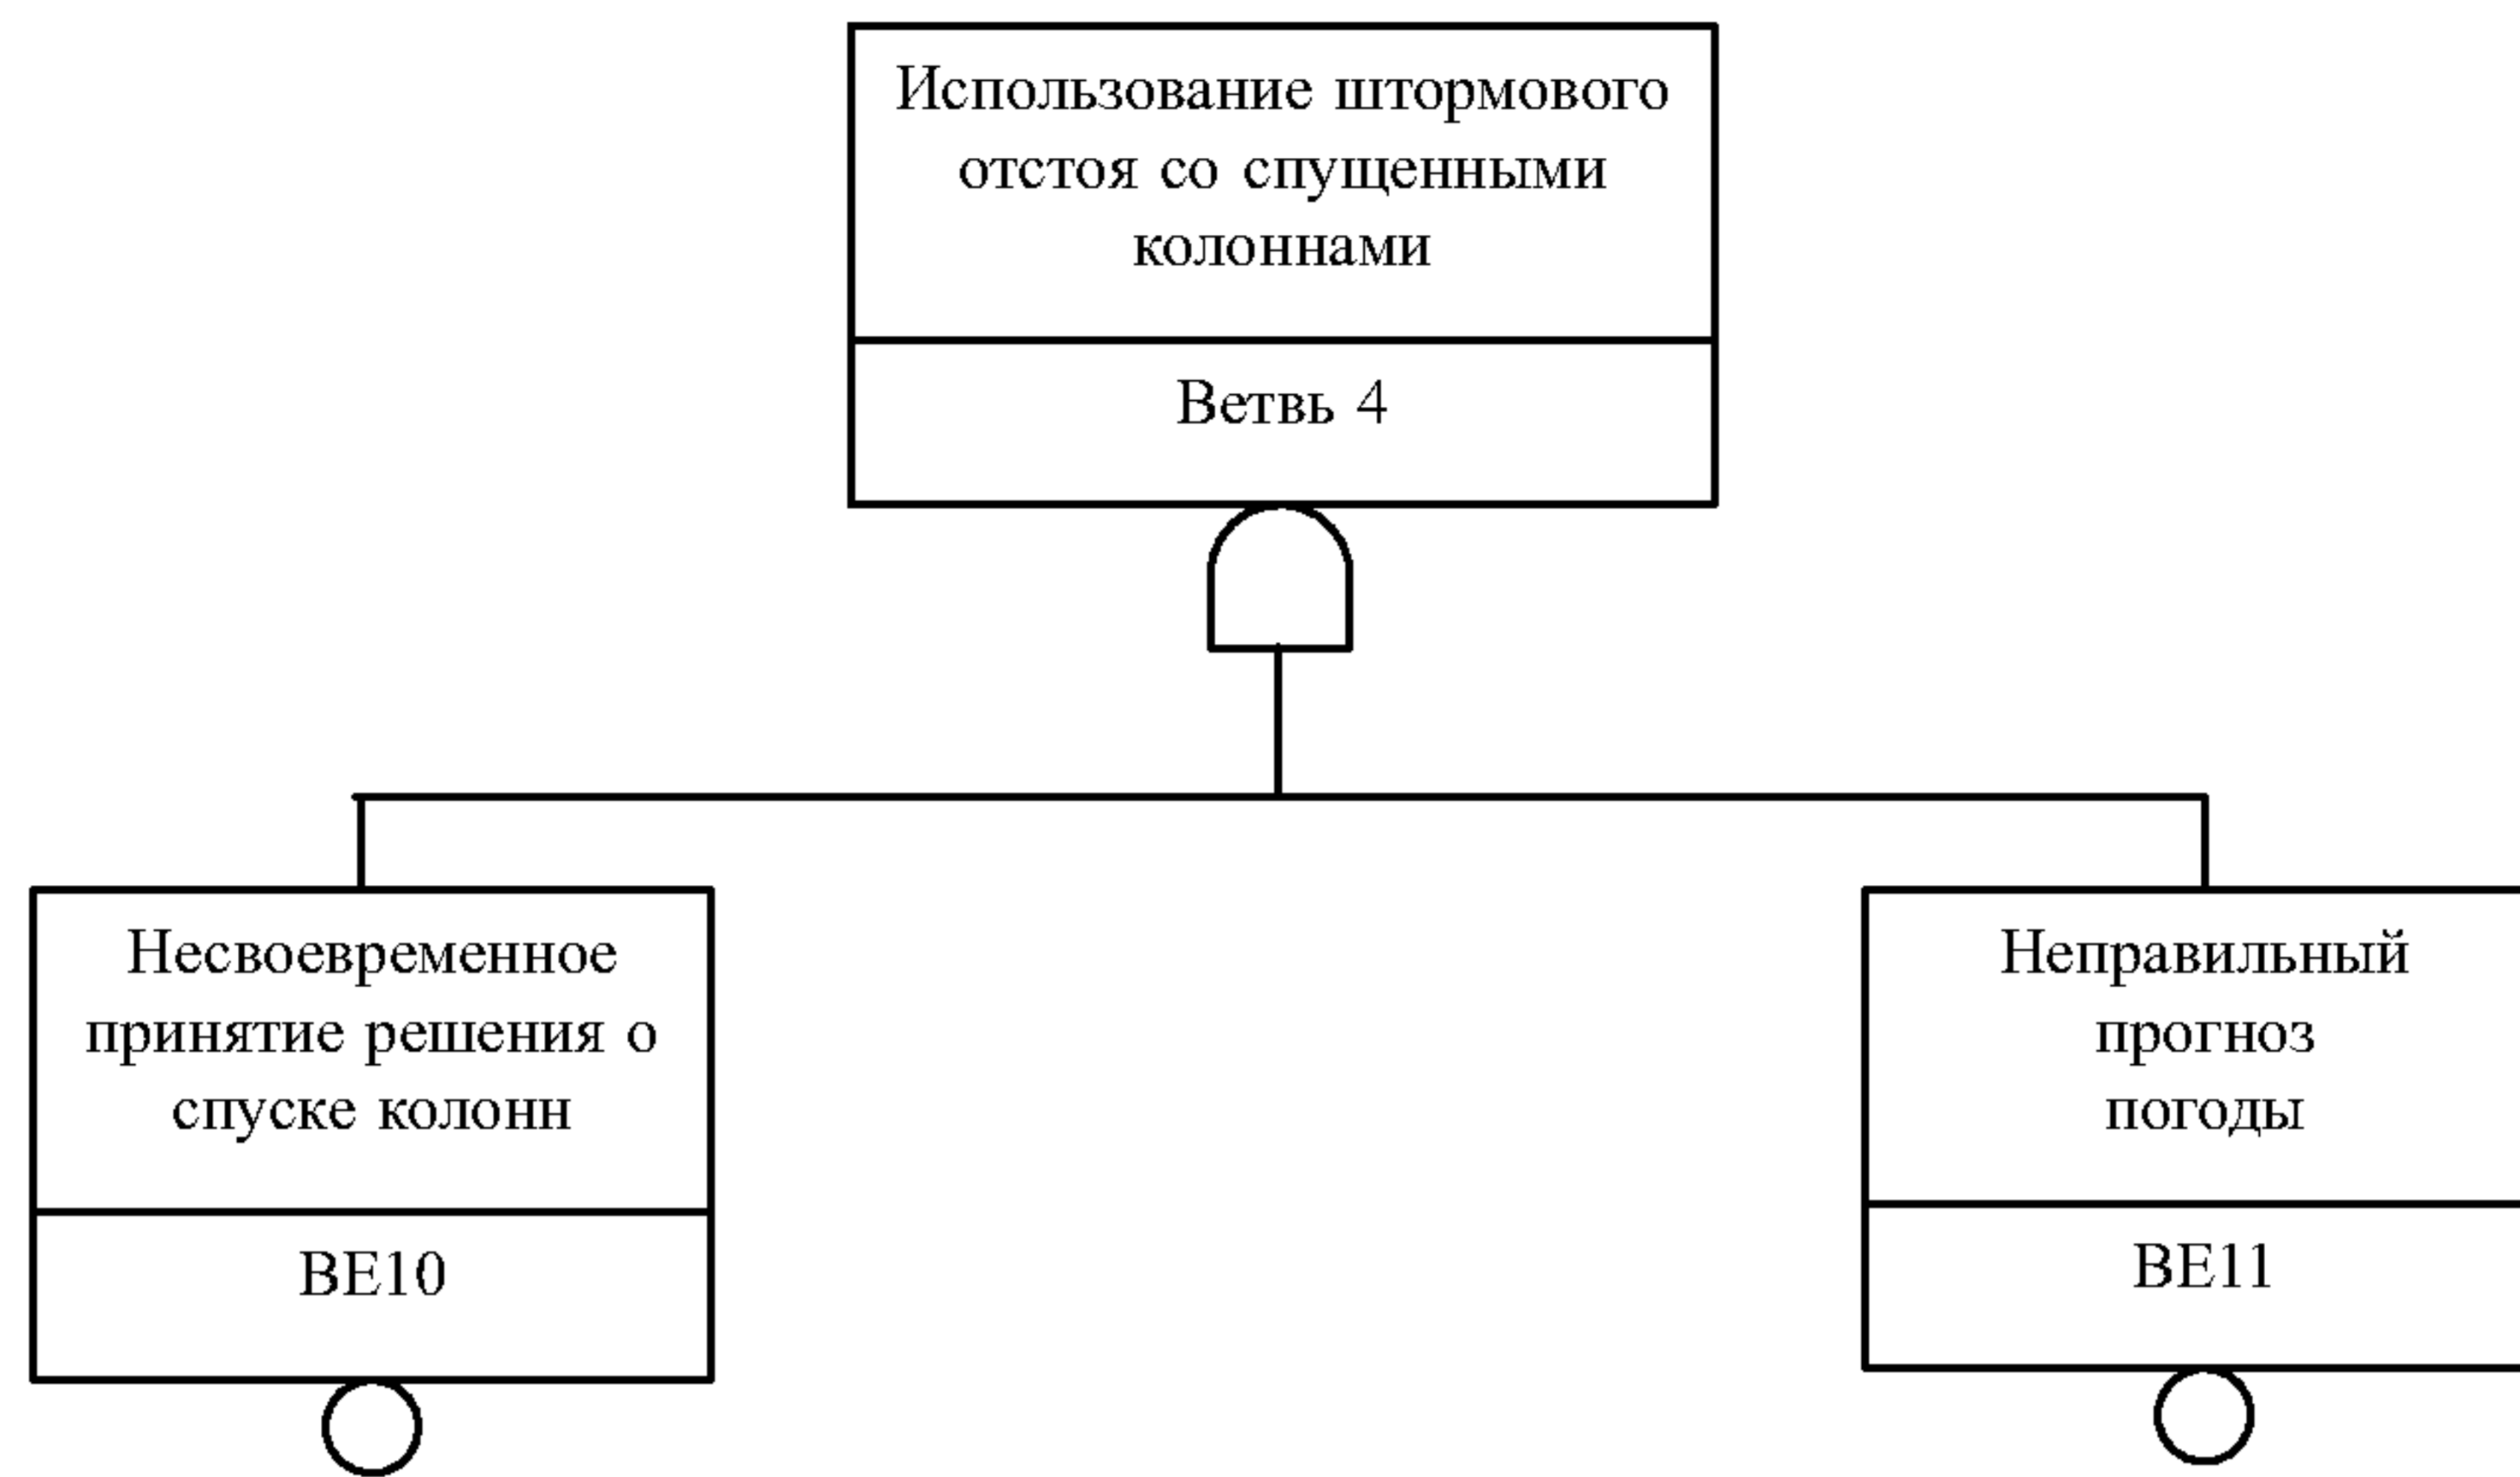 Использование штормового
отстоя со спущенными
колоннами
Ветвь 4
Несвоевременное
принятие решения о
спуске колонн
BE10
Неправильный
прогноз
погоды
BE11